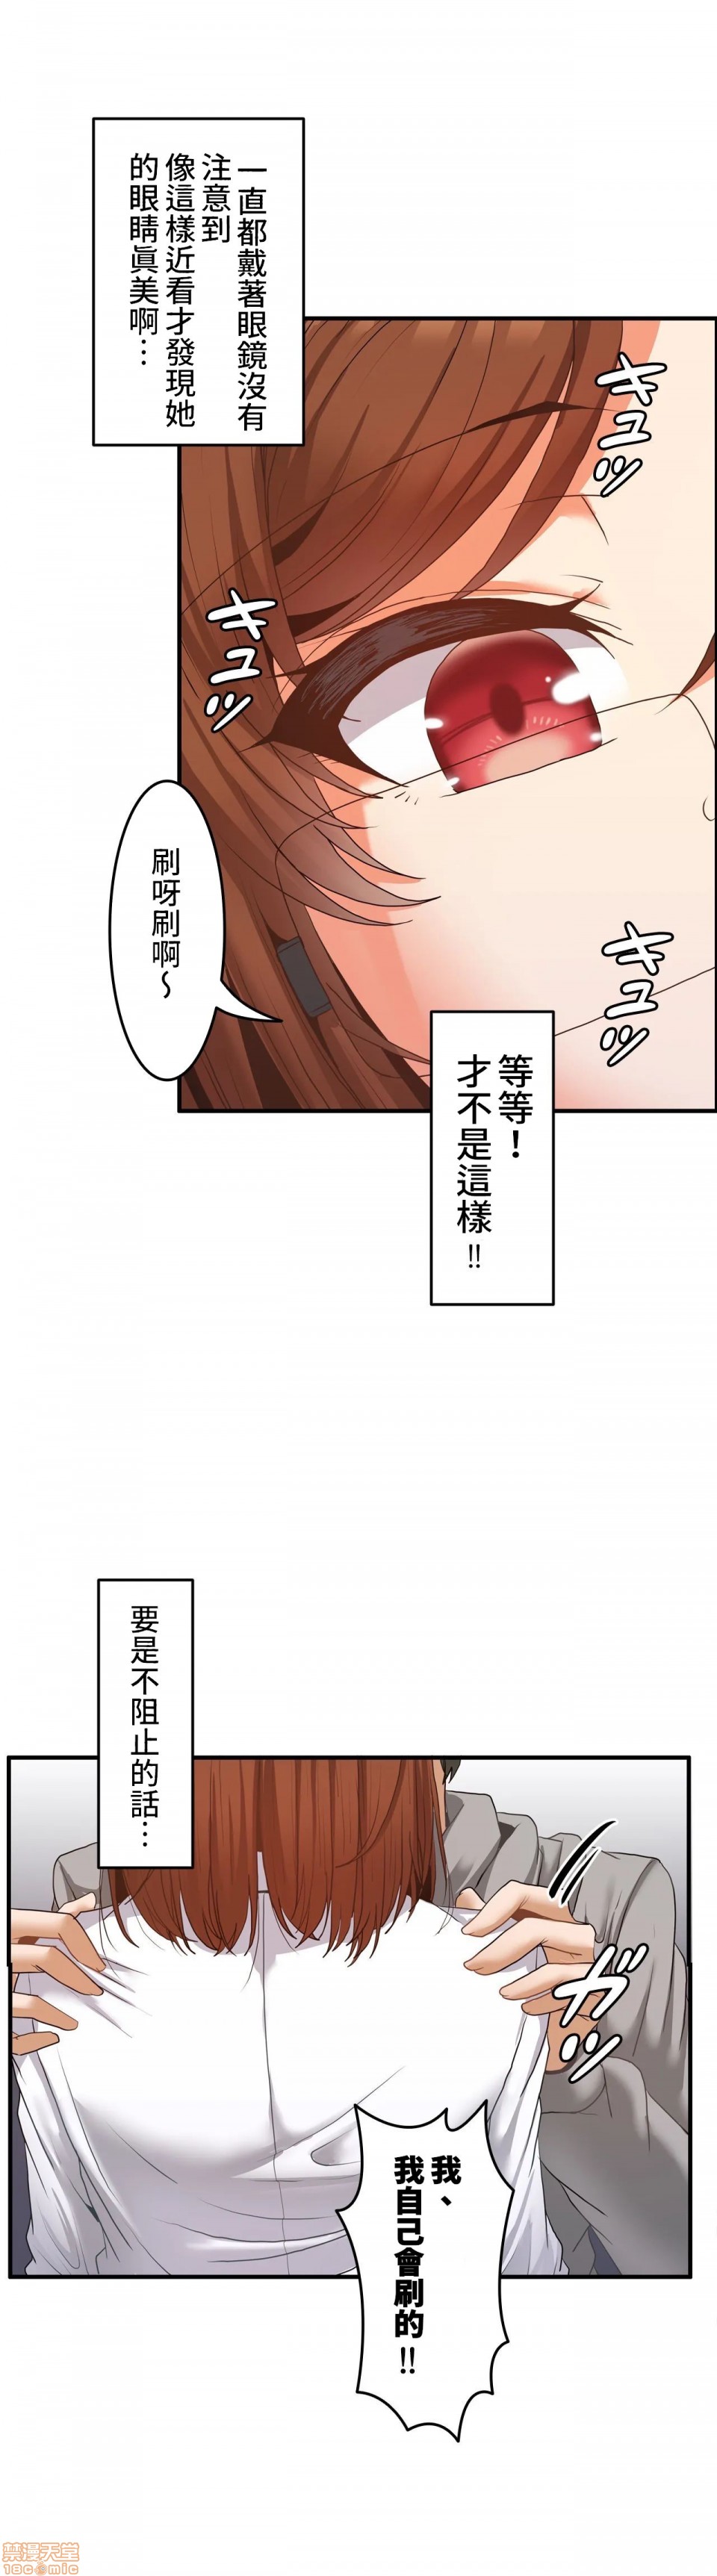 一直都戴著眼鏡沒有
注意到
像這樣近看才發現她
的眼睛真美啊…
キュッ
キュッ
刷呀刷啊～
キュッ
等等！
才不是這樣!!
要是不阻止的話…
ガッ
我、
我自己會刷的!!
禁漫天堂
18comic